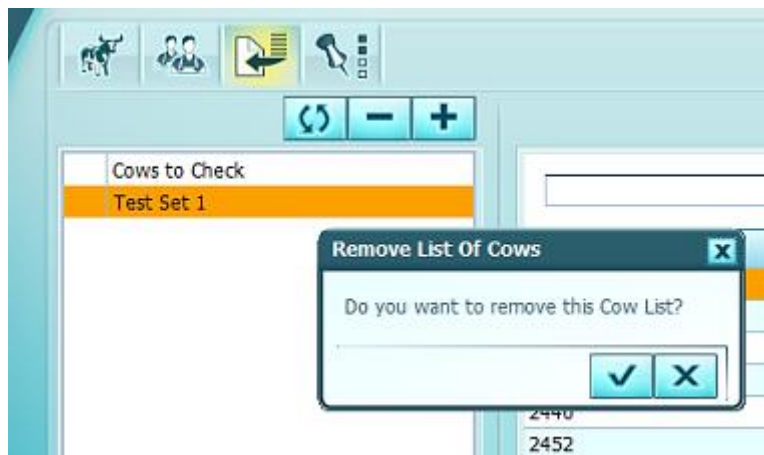 Cows to Check
Test Set 1
Remove List Of Cows
Do you want to remove this Cow List?
2440
2452